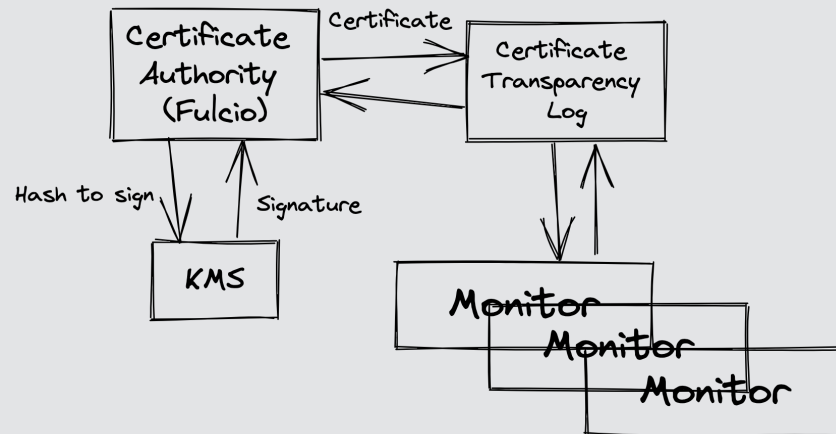 Certificate
Authority
(Fulcio)
Certificate
Certificate
Transparency
Log
Hash to sign
Signature
KMS
Monitor
Monitor
Monitor